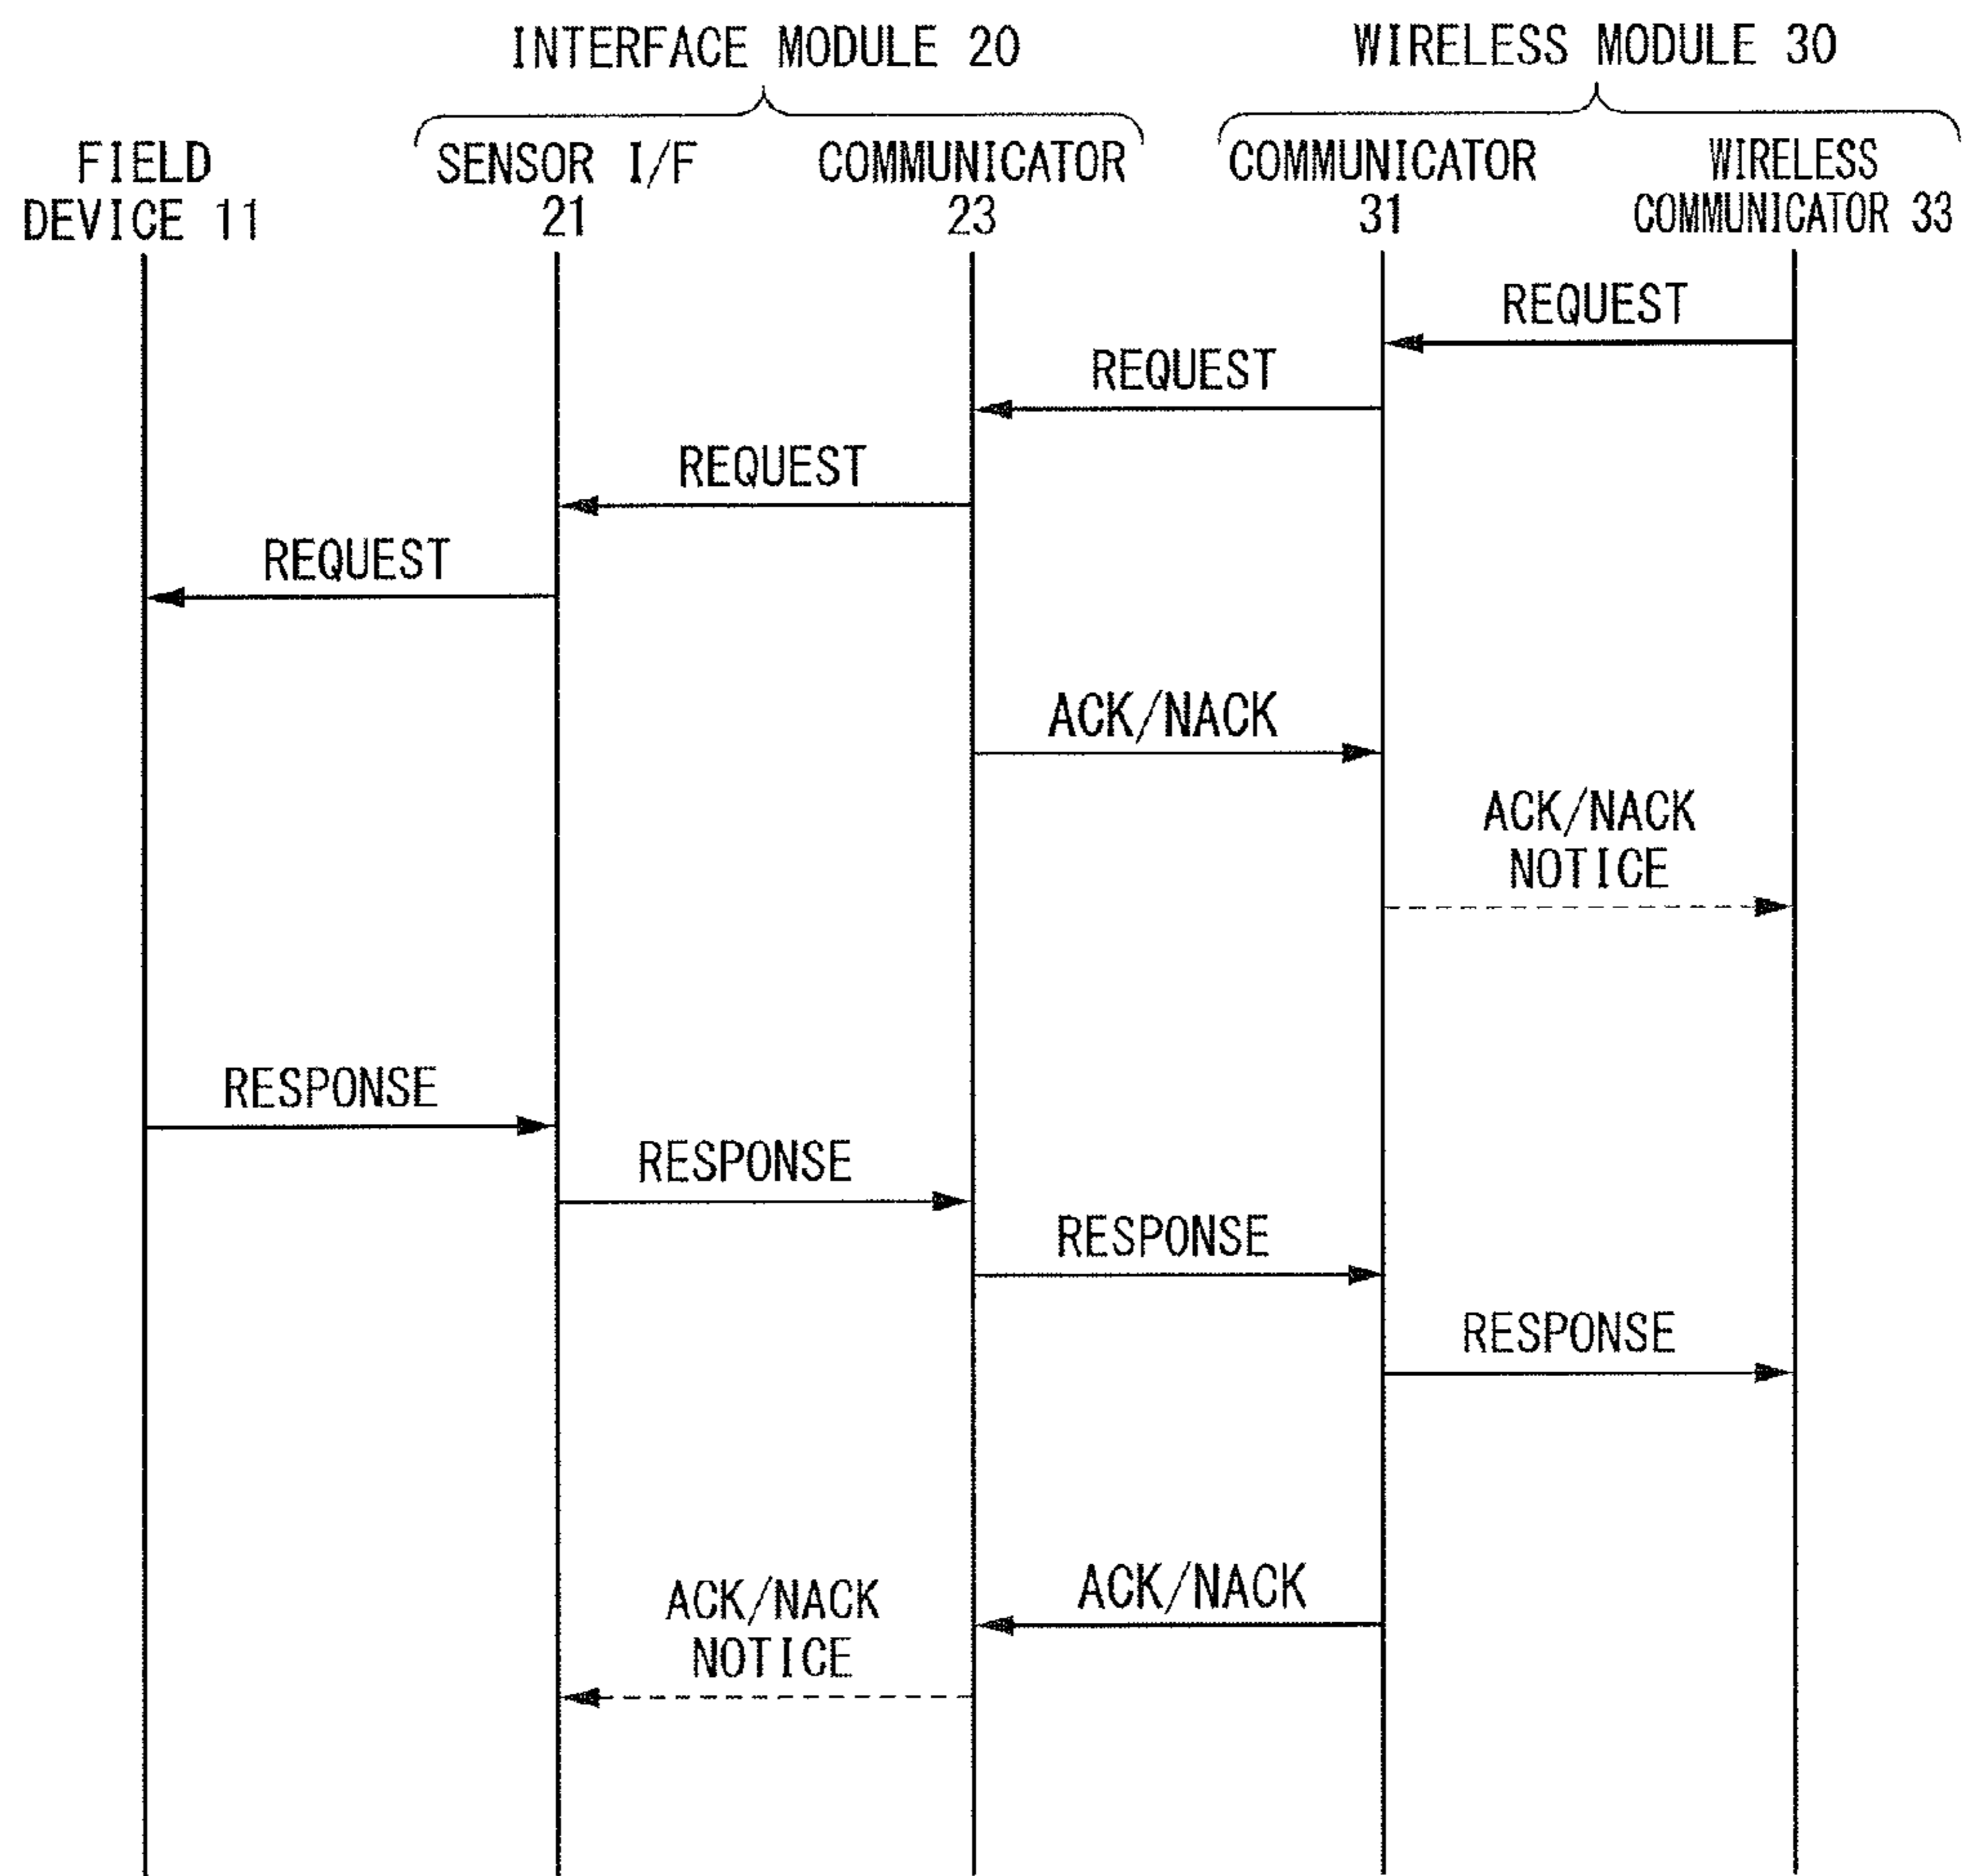 INTERFACE MODULE 20
WIRELESS MODULE 30
FIELD
DEVICE 11
SENSOR I/F
21
COMMUNICATOR
23
COMMUNICATOR
31
WIRELESS
COMMUNICATOR 33
REQUEST
REQUEST
REQUEST
REQUEST
ACK/NACK
ACK/NACK
NOTICE
RESPONSE
RESPONSE
RESPONSE
RESPONSE
ACK/NACK
ACK/NACK
NOTICE